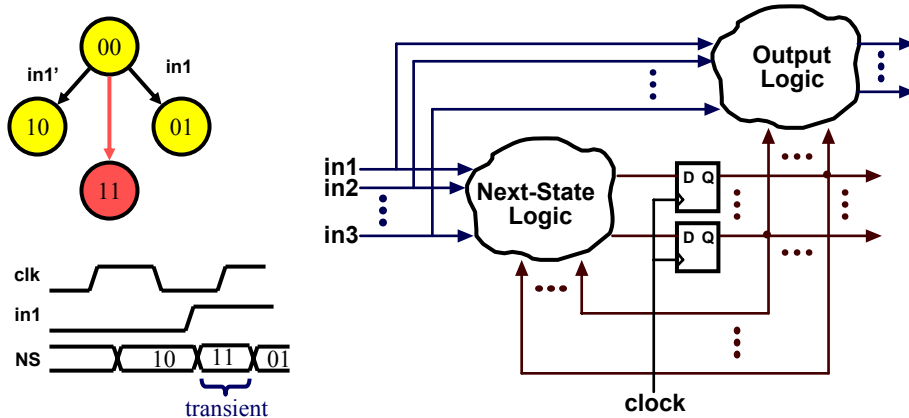 00
in1'
in1
10
01
11
clk
in1
NS
10
11
01
transient
Output
Logic
in1
in2
in3
Next-State
Logic
D Q
D Q
clock